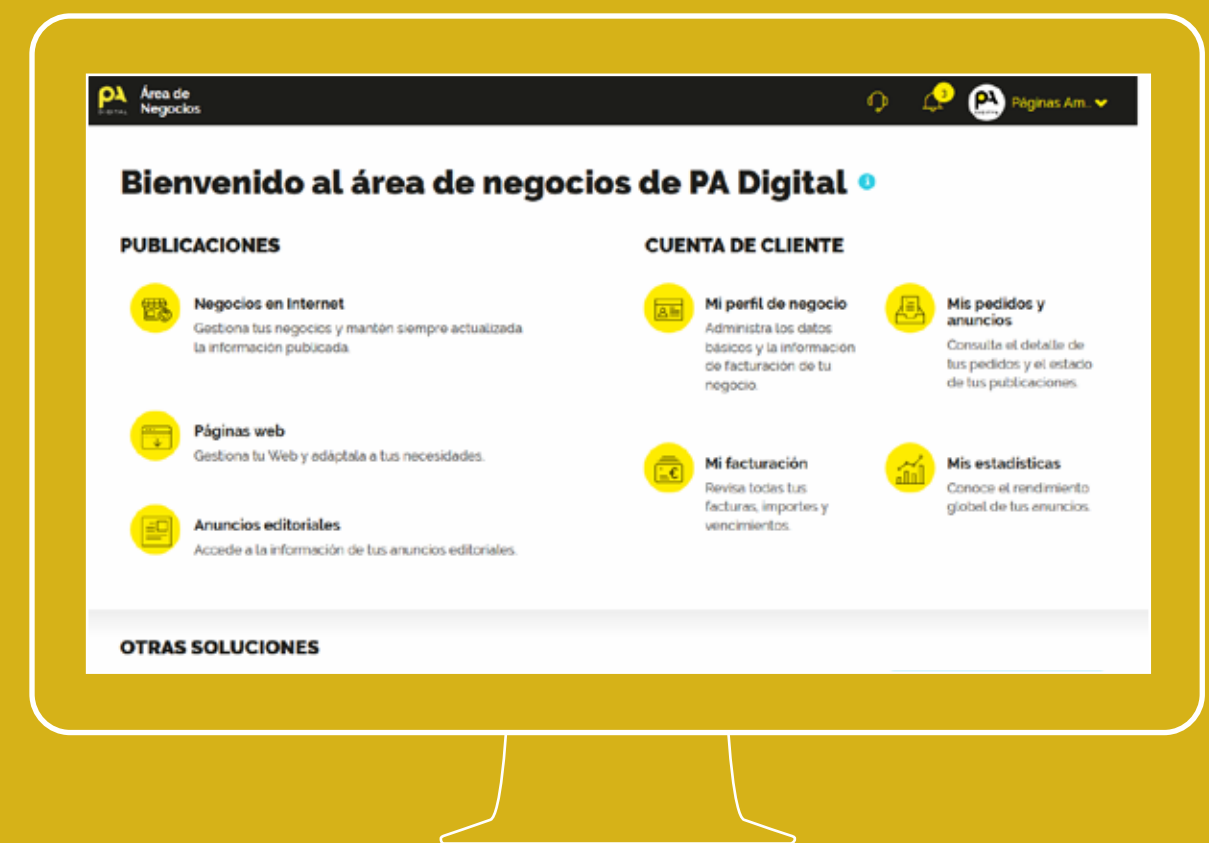 PA
DIGITAL
Área de
Negocios
3
PA
Páginas Am..
Bienvenido al área de negocios de PA Digital
PUBLICACIONES
Negocios en Internet
Gestiona tus negocios y mantén siempre actualizada
la información publicada.
Páginas web
Gestiona tu Web y adáptala a tus necesidades.
Anuncios editoriales
Accede a la información de tus anuncios editoriales.
CUENTA DE CLIENTE
Mi perfil de negocio
Administra los datos
básicos y la información
de facturación de tu
negocio.
Mis pedidos y
anuncios
Consulta el detalle de
tus pedidos y el estado
de tus publicaciones.
Mi facturación
Revisa todas tus
facturas, importes y
vencimientos.
Mis estadísticas
Conoce el rendimiento
global de tus anuncios.
OTRAS SOLUCIONES